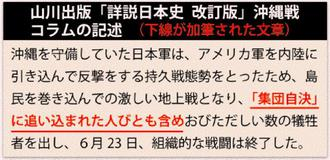 山川出版「詳説日本史 改訂版」沖縄戦
コラムの記述 （下線が加筆された文章）
沖縄を守備していた日本軍は、アメリカ軍を内陸に
引き込んで反撃をする持久戦態勢をとったため、島
民を巻き込んでの激しい地上戦となり、「集団自決」
に追い込まれた人びとも含めおびただしい数の犠牲
者を出し、６月 23 日、組織的な戦闘は終了した。